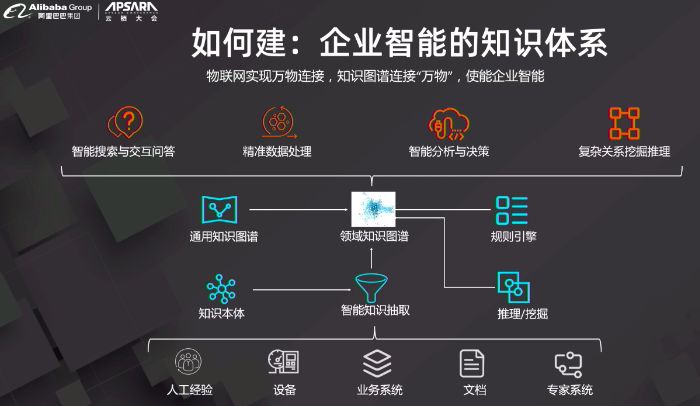 Alibaba Group
阿里巴巴集团
APSARA
云栖大会
如何建：企业智能的知识体系
物联网实现万物连接，知识图谱连接“万物”，使能企业智能
智能搜索与交互问答 精准数据处理 智能分析与决策 复杂关系挖掘推理
通用知识图谱 领域知识图谱 规则引擎
知识本体 智能知识抽取 推理/挖掘
人工经验 设备 业务系统 文档 专家系统